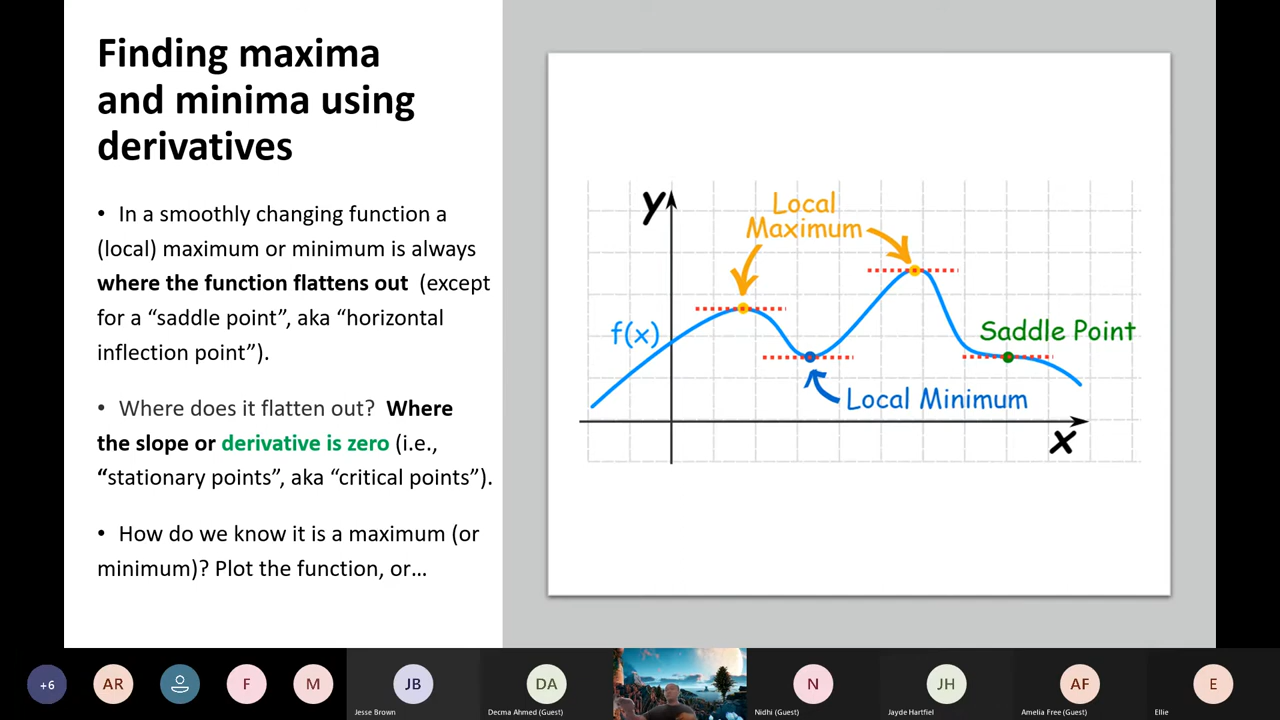 Finding maxima
and minima using
derivatives
• In a smoothly changing function a
(local) maximum or minimum is always
where the function flattens out (except
for a “saddle point”, aka “horizontal
inflection point”).
• Where does it flatten out? Where
the slope or derivative is zero (i.e.,
“stationary points”, aka “critical points”).
• How do we know it is a maximum (or
minimum)? Plot the function, or…
y
Local
Maximum
f(x)
Saddle Point
Local Minimum
x
+6
AR
F
M
JB
Jesse Brown
DA
Decma Ahmed (Guest)
N
Nidhi (Guest)
JH
Jayde Hartfiel
AF
Amelia Free (Guest)
E
Ellie